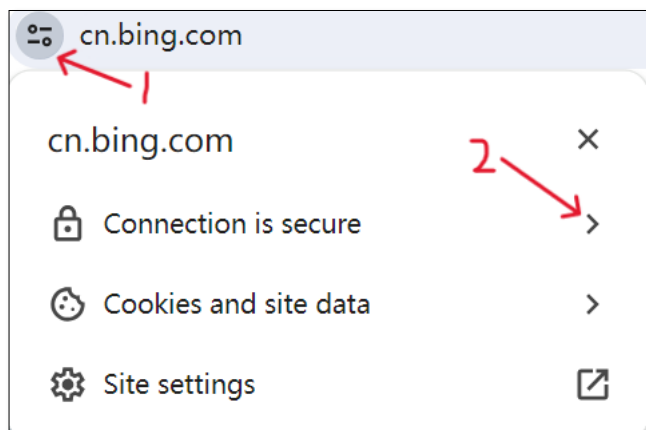 cn.bing.com
1
cn.bing.com
2
Connection is secure
Cookies and site data
Site settings